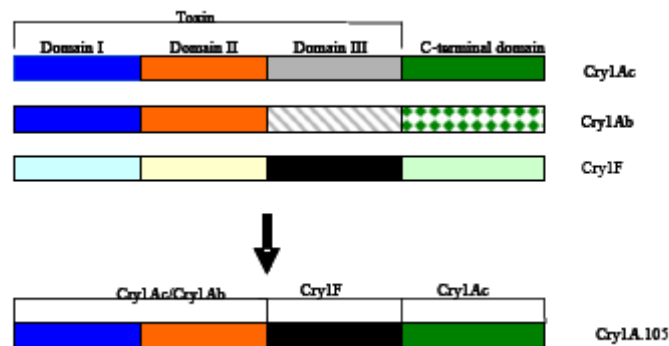 Toxin
Domain I Domain II Domain III C-terminal domain
Cry1Ac
Cry1Ab
Cry1F
Cry1Ac/Cry1Ab Cry1F Cry1Ac
Cry1A.105